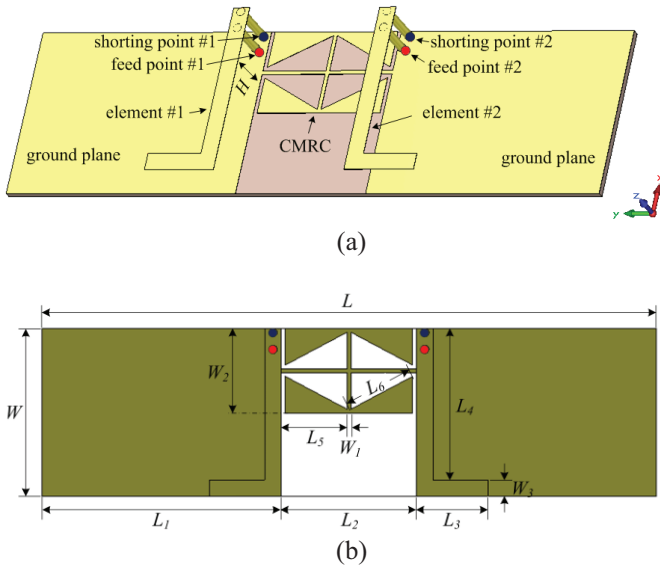 shorting point #1
feed point #1
H
element #1
ground plane
CMRC
shorting point #2
feed point #2
element #2
ground plane
x
z
y
(a)
L
W
W2
L6
L5
W1
L4
W3
L1
L2
L3
(b)